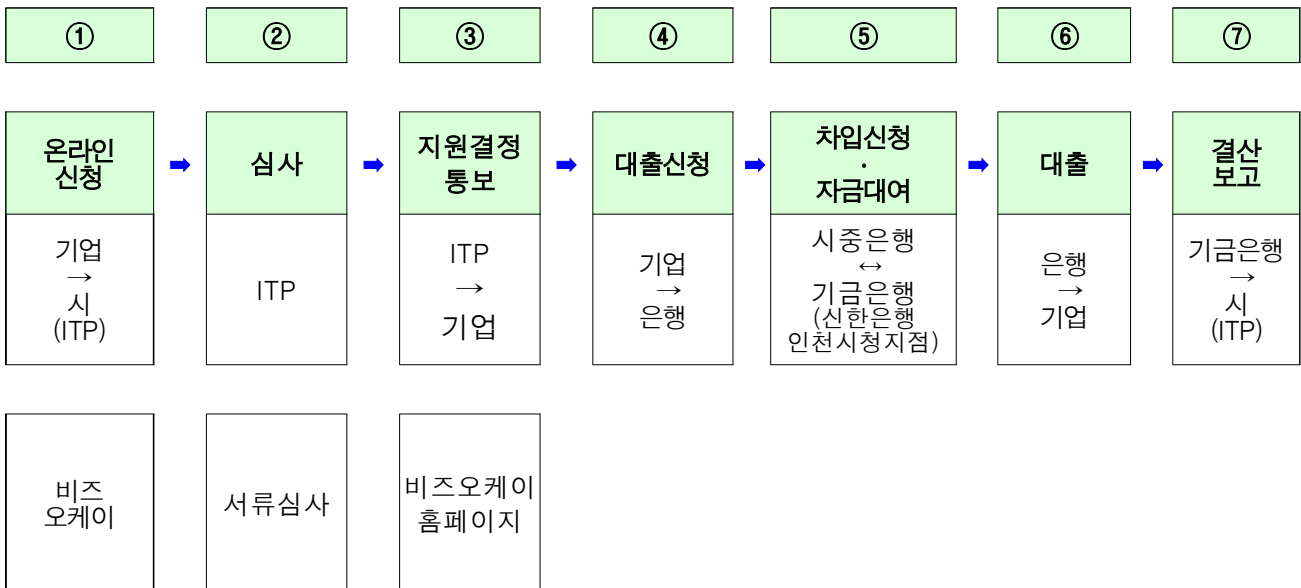 ①
②
③
④
⑤
⑥
⑦
온라인
신청
➡
심사
➡
지원결정
통보
➡
대출신청
➡
차입신청
·
자금대여
➡
대출
➡
결산
보고
기업
→
시
(ITP)
ITP
ITP
→
기업
기업
→
은행
시중은행
↔
기금은행
(신한은행
인천시청지점)
은행
→
기업
기금은행
→
시
(ITP)
비즈
오케이
서류심사
비즈오케이
홈페이지